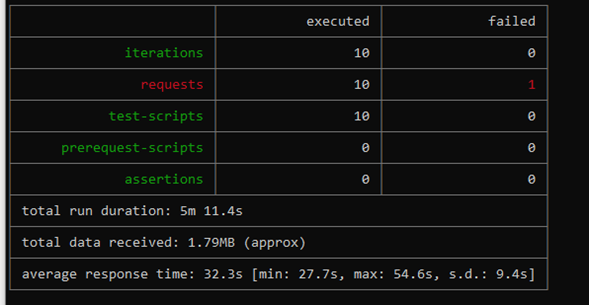 executed failed
iterations 10 0
requests 10 1
test-scripts 10 0
prerequest-scripts 0 0
assertions 0 0
total run duration: 5m 11.4s
total data received: 1.79MB (approx)
average response time: 32.3s [min: 27.7s, max: 54.6s, s.d.: 9.4s]